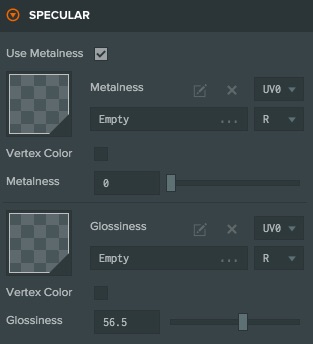 SPECULAR
Use Metalness
Metalness UV0
Empty ... R
Vertex Color
Metalness 0
Glossiness UV0
Empty ... R
Vertex Color
Glossiness 56.5